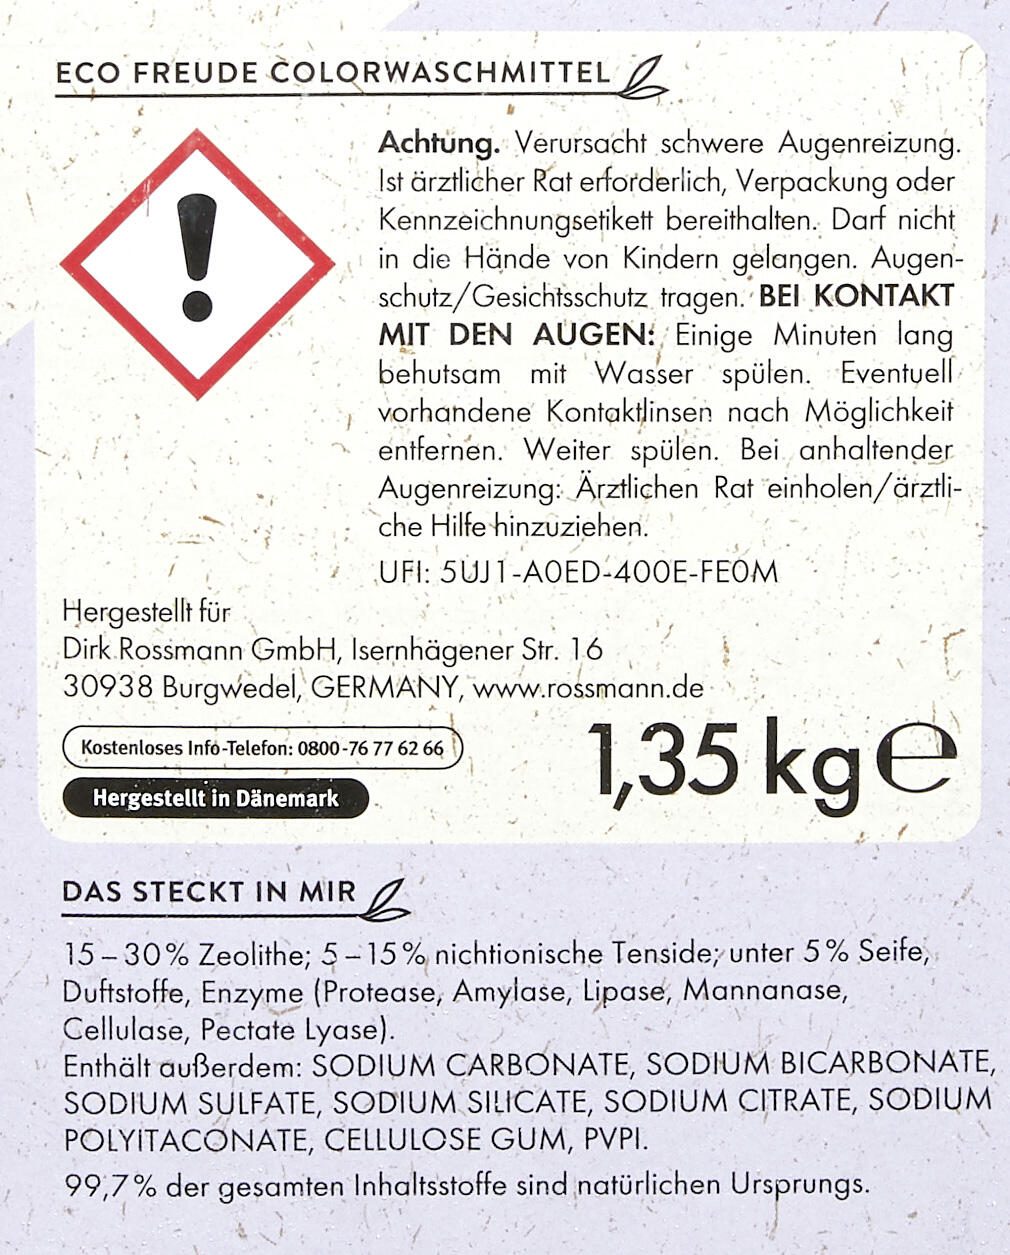 ECO FREUDE COLORWASCHMITTEL
Achtung. Verursacht schwere Augenreizung.
Ist ärztlicher Rat erforderlich, Verpackung oder
Kennzeichnungsetikett bereithalten. Darf nicht
in die Hände von Kindern gelangen. Augen-
schutz/Gesichtsschutz tragen. BEI KONTAKT
MIT DEN AUGEN: Einige Minuten lang
behutsam mit Wasser spülen. Eventuell
vorhandene Kontaktlinsen nach Möglichkeit
entfernen. Weiter spülen. Bei anhaltender
Augenreizung: Ärztlichen Rat einholen/ärztli-
che Hilfe hinzuziehen.
UFI: 5UJ1-A0ED-400E-FE0M
Hergestellt für
Dirk Rossmann GmbH, Isernhägener Str. 16
30938 Burgwedel, GERMANY, www.rossmann.de
Kostenloses Info-Telefon: 0800-76 77 62 66
Hergestellt in Dänemark
1,35 kg ℮
DAS STECKT IN MIR
15 – 30 % Zeolithe; 5 – 15 % nichtionische Tenside; unter 5 % Seife,
Duftstoffe, Enzyme (Protease, Amylase, Lipase, Mannanase,
Cellulase, Pectate Lyase).
Enthält außerdem: SODIUM CARBONATE, SODIUM BICARBONATE,
SODIUM SULFATE, SODIUM SILICATE, SODIUM CITRATE, SODIUM
POLYITACONATE, CELLULOSE GUM, PVPI.
99,7 % der gesamten Inhaltsstoffe sind natürlichen Ursprungs.